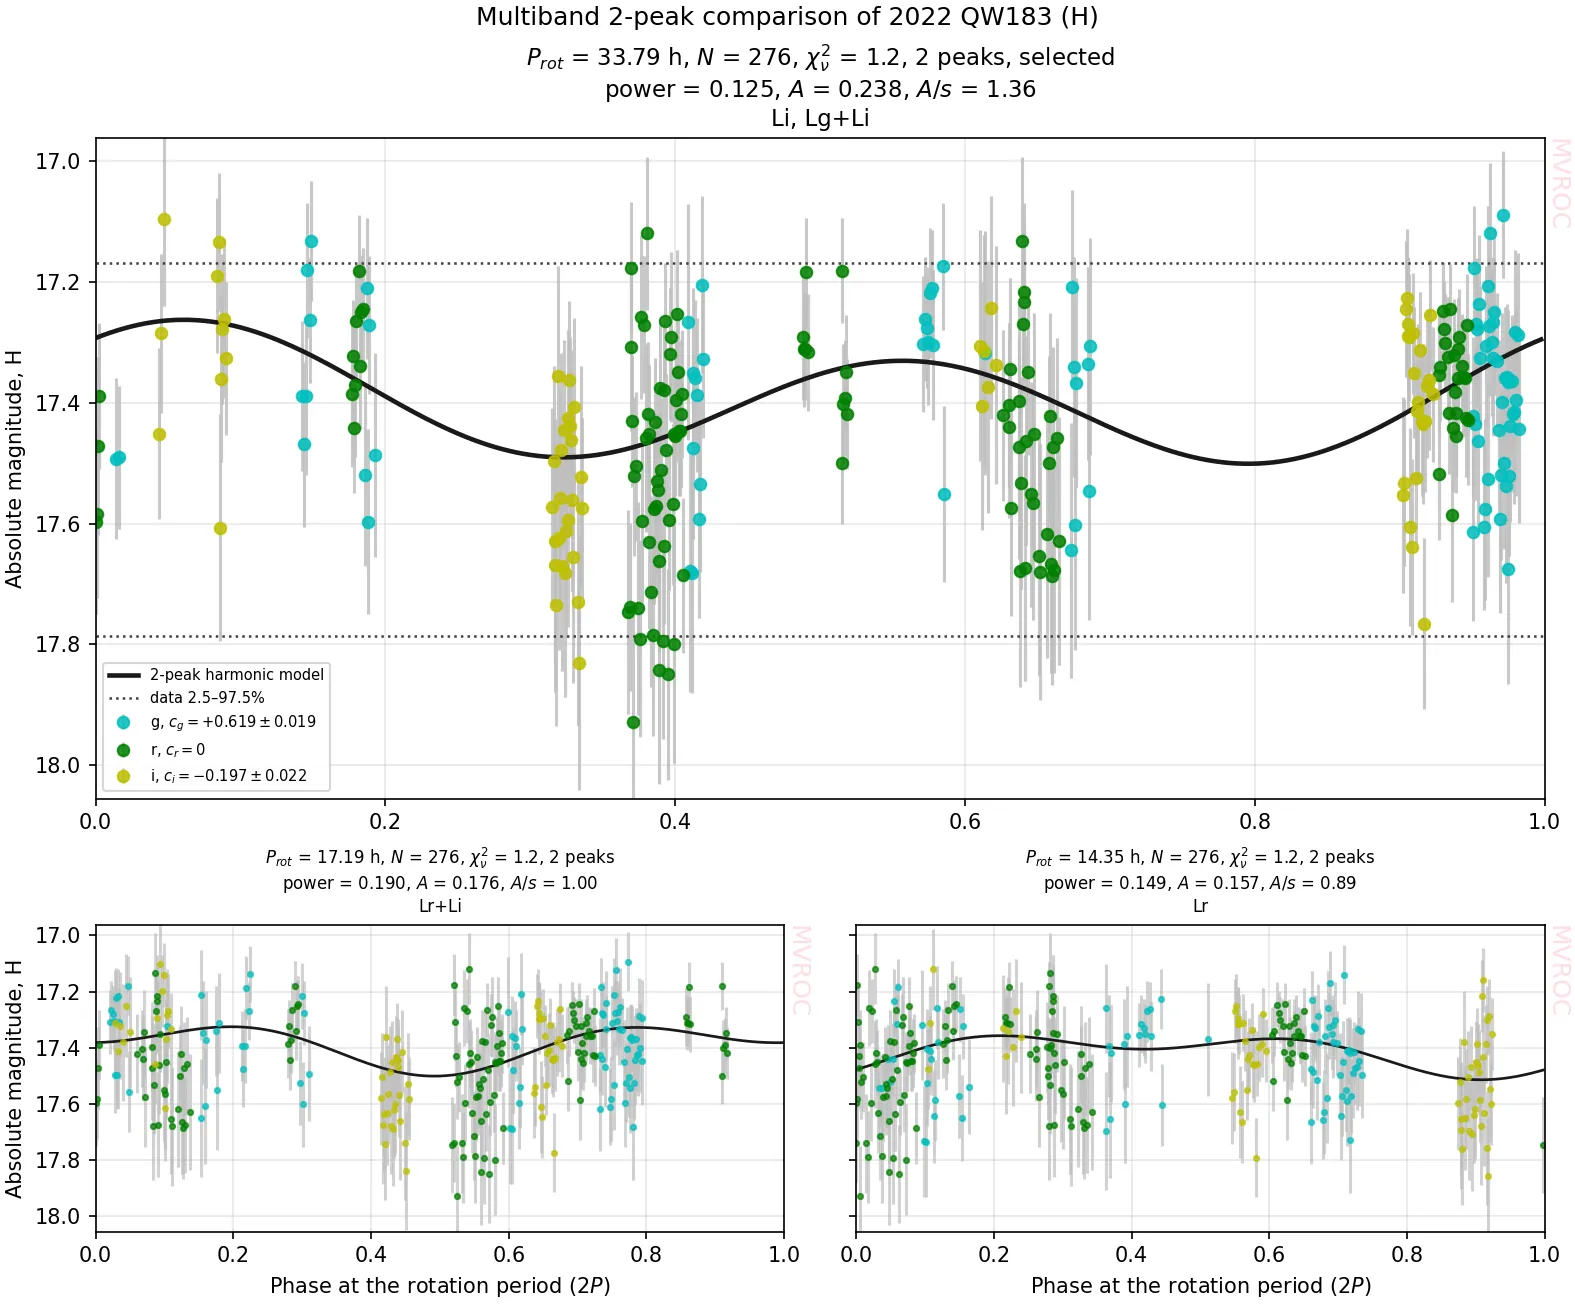 Multiband 2-peak comparison of 2022 QW183 (H)
P_rot = 33.79 h, N = 276, χ²_ν = 1.2, 2 peaks, selected
power = 0.125, A = 0.238, A/s = 1.36
Li, Lg+Li
Absolute magnitude, H
17.0
17.2
17.4
17.6
17.8
18.0
2-peak harmonic model
data 2.5–97.5%
g, c_g = +0.619 ± 0.019
r, c_r = 0
i, c_i = −0.197 ± 0.022
0.0 0.2 0.4 0.6 0.8 1.0
MVROC
P_rot = 17.19 h, N = 276, χ²_ν = 1.2, 2 peaks
power = 0.190, A = 0.176, A/s = 1.00
Lr+Li
Absolute magnitude, H
17.0
17.2
17.4
17.6
17.8
18.0
0.0 0.2 0.4 0.6 0.8 1.0
Phase at the rotation period (2P)
MVROC
P_rot = 14.35 h, N = 276, χ²_ν = 1.2, 2 peaks
power = 0.149, A = 0.157, A/s = 0.89
Lr
0.0 0.2 0.4 0.6 0.8 1.0
Phase at the rotation period (2P)
MVROC